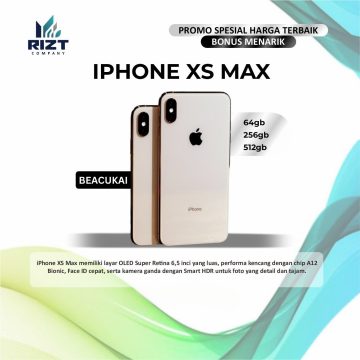 RIZT
COMPANY
PROMO SPESIAL HARGA TERBAIK
BONUS MENARIK
IPHONE XS MAX
64gb
256gb
512gb
BEACUKAI
iPhone
iPhone XS Max memiliki layar OLED Super Retina 6,5 inci yang luas, performa kencang dengan chip A12
Bionic, Face ID cepat, serta kamera ganda dengan Smart HDR untuk foto yang detail dan tajam.